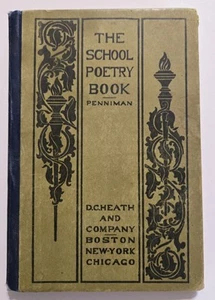 THE
SCHOOL
POETRY
BOOK
PENNIMAN
D.C.HEATH
AND
COMPANY
BOSTON
NEW·YORK
CHICAGO